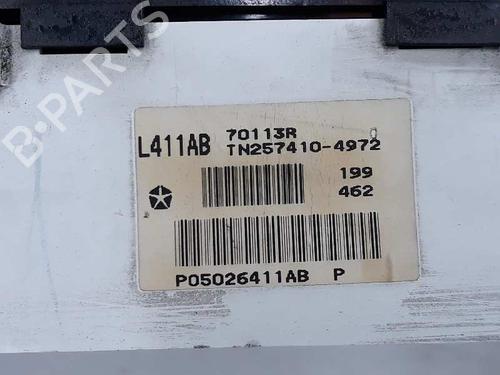 B-PARTS
L411AB 70113R
TN257410-4972
199
462
P05026411AB P